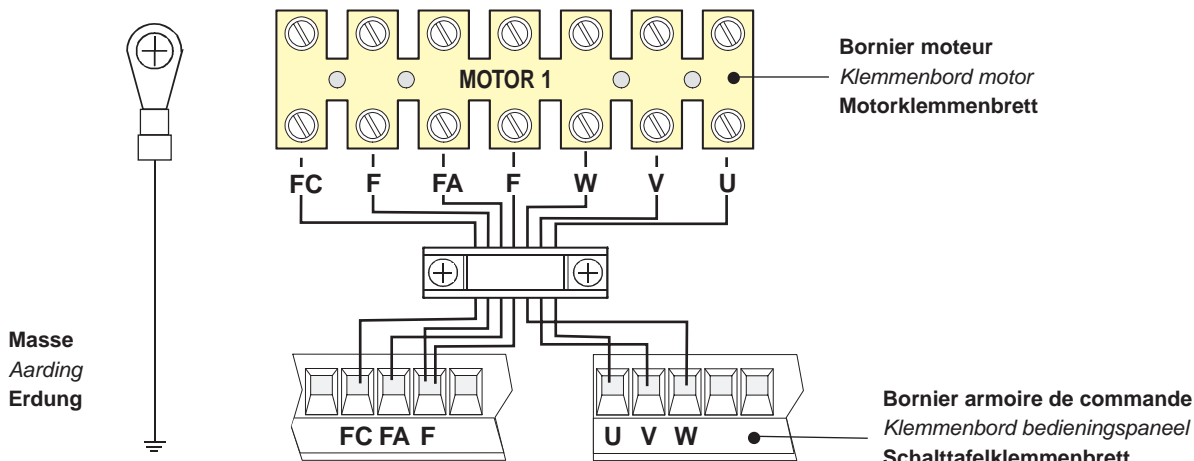 MOTOR 1
Bornier moteur
Klemmenbord motor
Motorklemmenbrett
FC F FA F W V U
Masse
Aarding
Erdung
FC FA F
U V W
Bornier armoire de commande
Klemmenbord bedieningspaneel
Schalttafelklemmenbrett